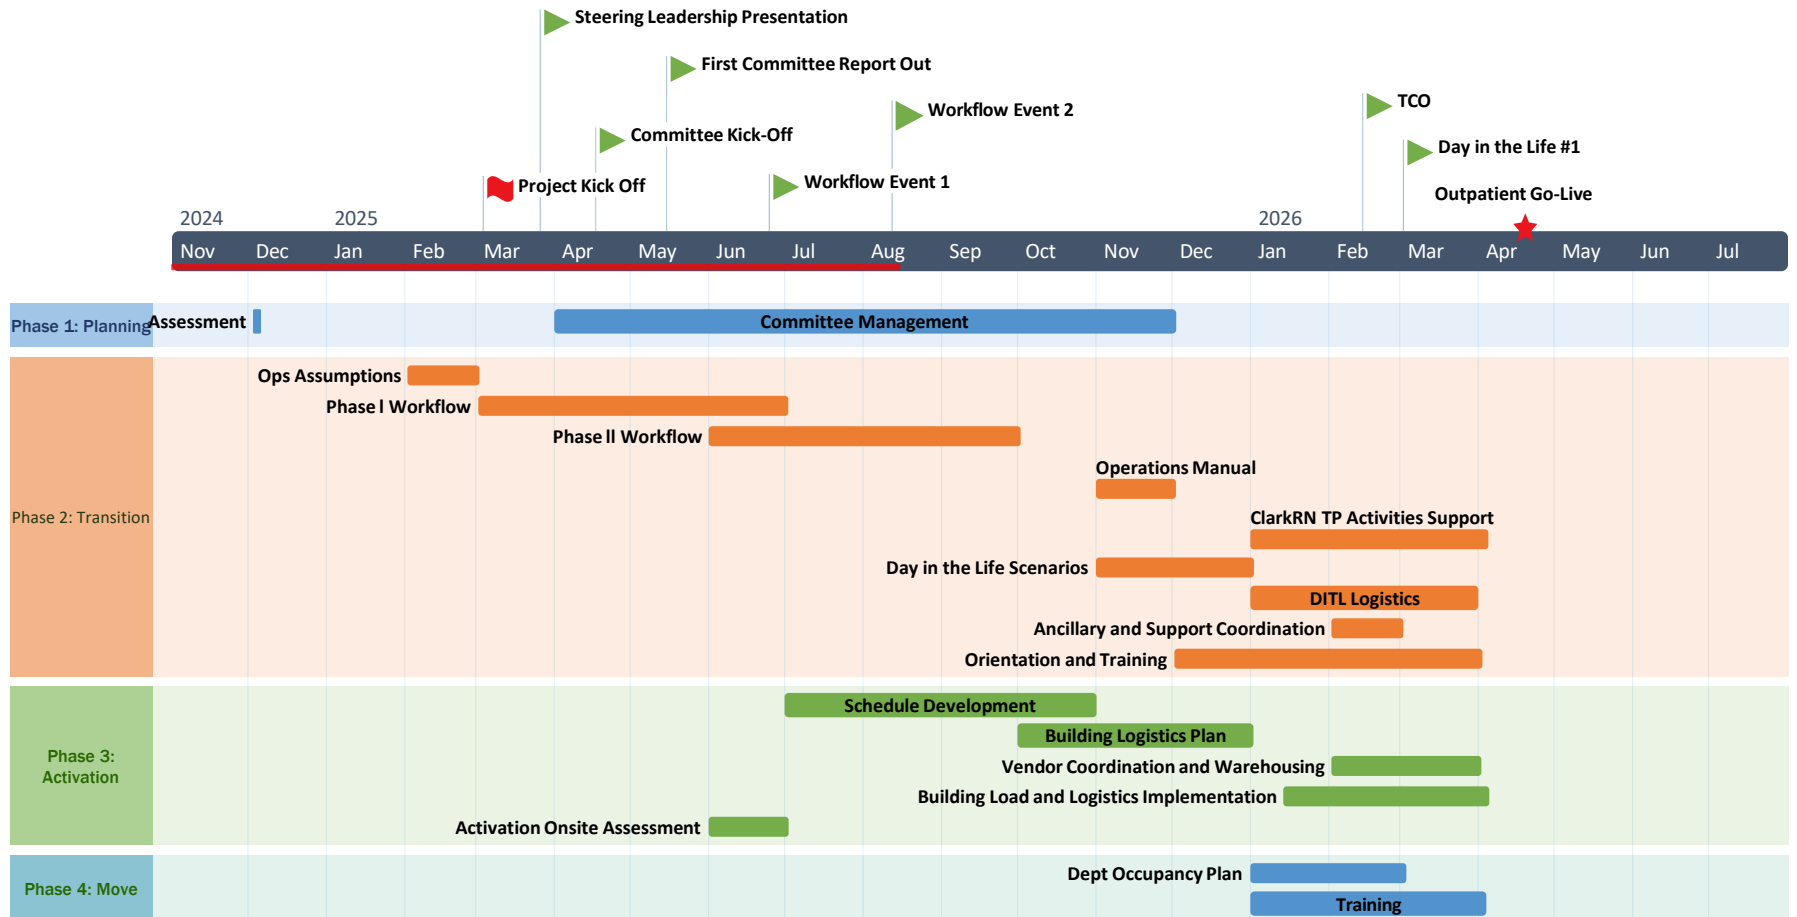 Steering Leadership Presentation
First Committee Report Out
Workflow Event 2
TCO
Committee Kick-Off
Day in the Life #1
Project Kick Off
Workflow Event 1
Outpatient Go-Live
2024 2025 2026
Nov Dec Jan Feb Mar Apr May Jun Jul Aug Sep Oct Nov Dec Jan Feb Mar Apr May Jun Jul
Phase 1: Planning
Assessment
Committee Management
Phase 2: Transition
Ops Assumptions
Phase l Workflow
Phase ll Workflow
Operations Manual
ClarkRN TP Activities Support
Day in the Life Scenarios
DITL Logistics
Ancillary and Support Coordination
Orientation and Training
Phase 3:
Activation
Schedule Development
Building Logistics Plan
Vendor Coordination and Warehousing
Building Load and Logistics Implementation
Activation Onsite Assessment
Phase 4: Move
Dept Occupancy Plan
Training